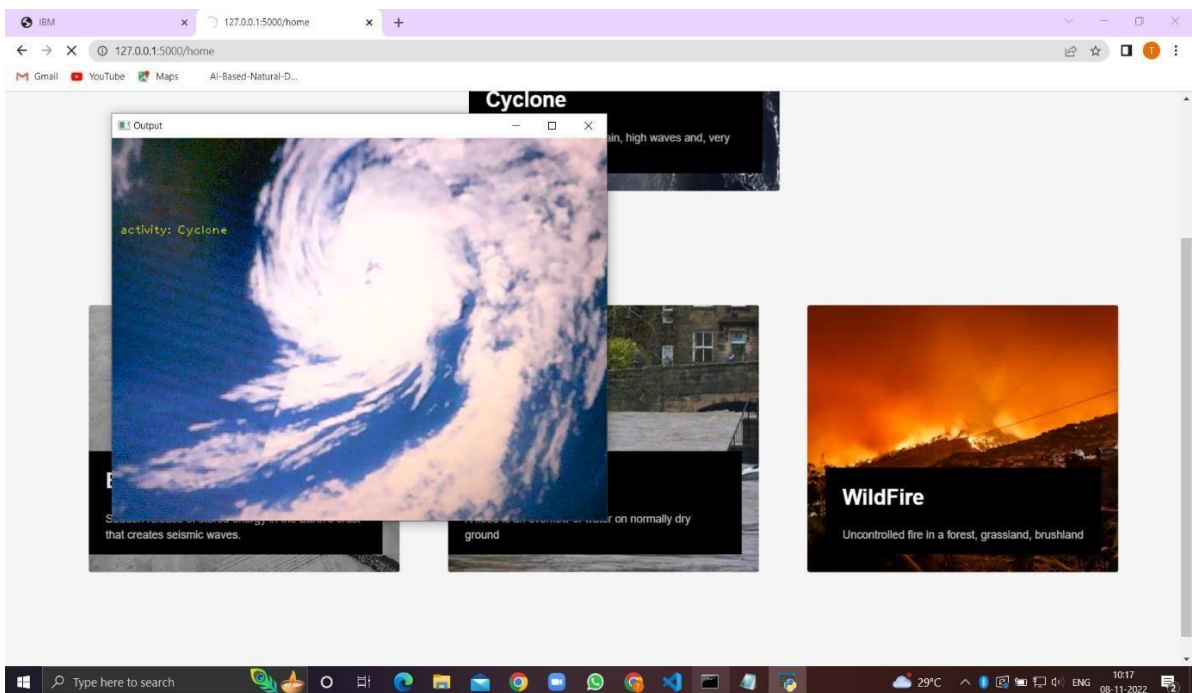 IBM
127.0.0.1:5000/home
127.0.0.1:5000/home
Gmail
YouTube
Maps
AI-Based-Natural-D...
Cyclone
ain, high waves and, very
Output
activity: Cyclone
E
that creates seismic waves.
r on normally dry
ground
WildFire
Uncontrolled fire in a forest, grassland, brushland
Type here to search
29°C
ENG
10:17
08-11-2022
T
2